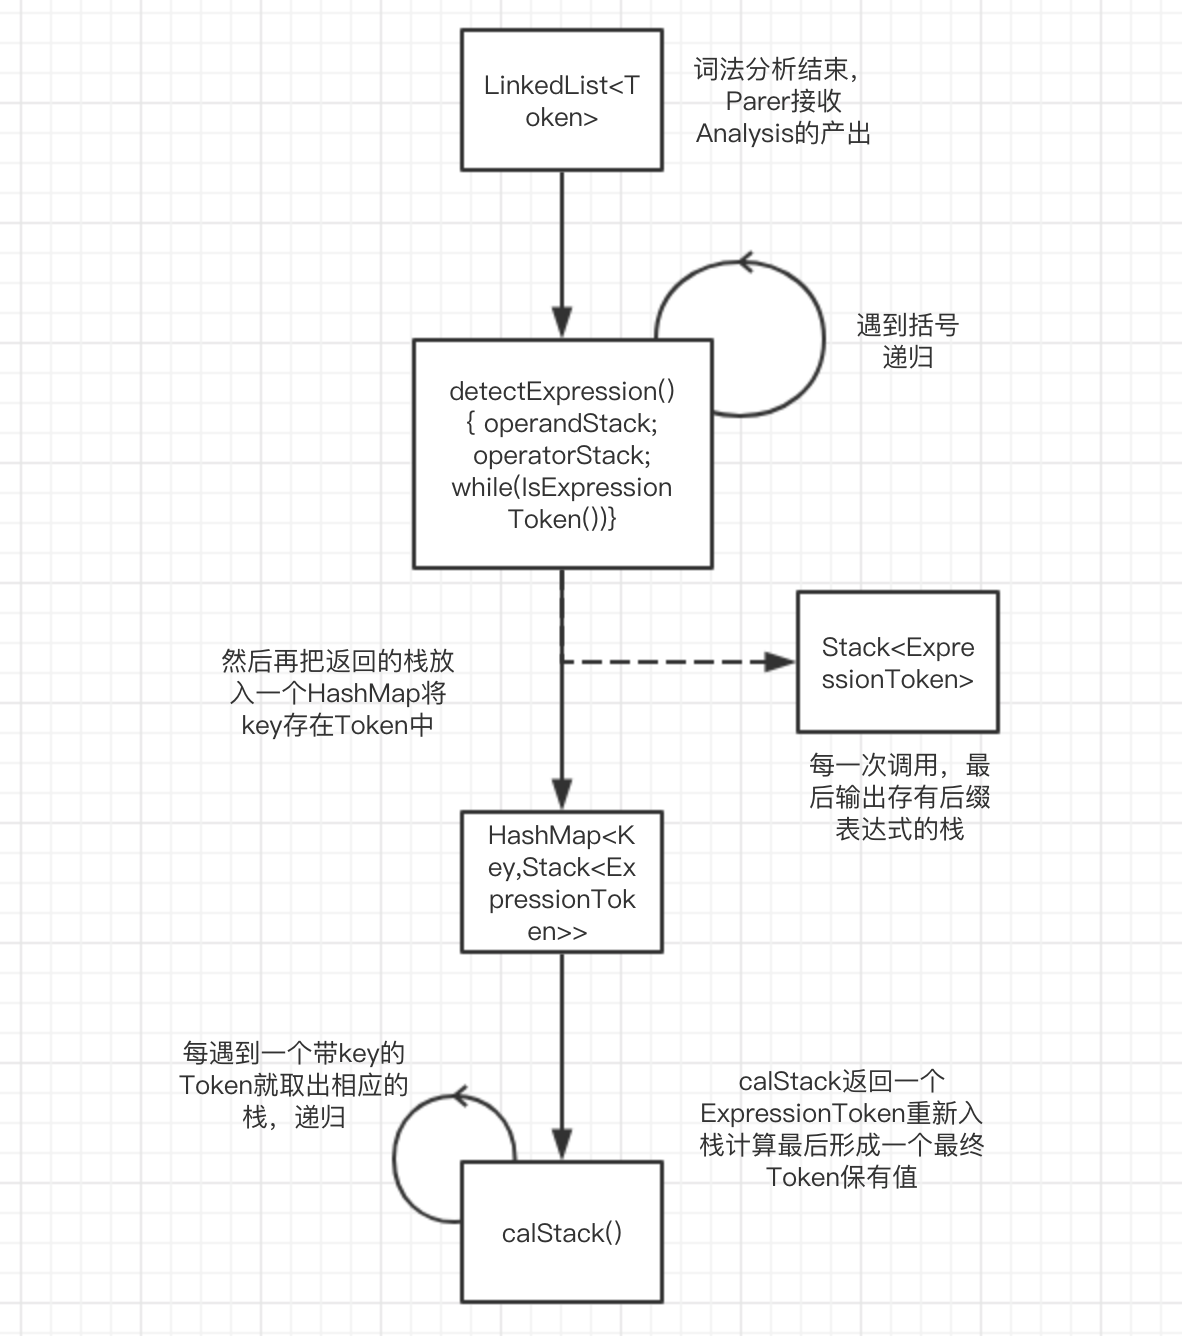 LinkedList<T
oken>
词法分析结束，
Parer接收
Analysis的产出
遇到括号
递归
detectExpression()
{ operandStack;
operatorStack;
while(IsExpression
Token())}
然后再把返回的栈放
入一个HashMap将
key存在Token中
Stack<Expre
ssionToken>
每一次调用，最
后输出存有后缀
表达式的栈
HashMap<K
ey,Stack<Ex
pressionTok
en>>
每遇到一个带key的
Token就取出相应的
栈，递归
calStack返回一个
ExpressionToken重新入
栈计算最后形成一个最终
Token保有值
calStack()